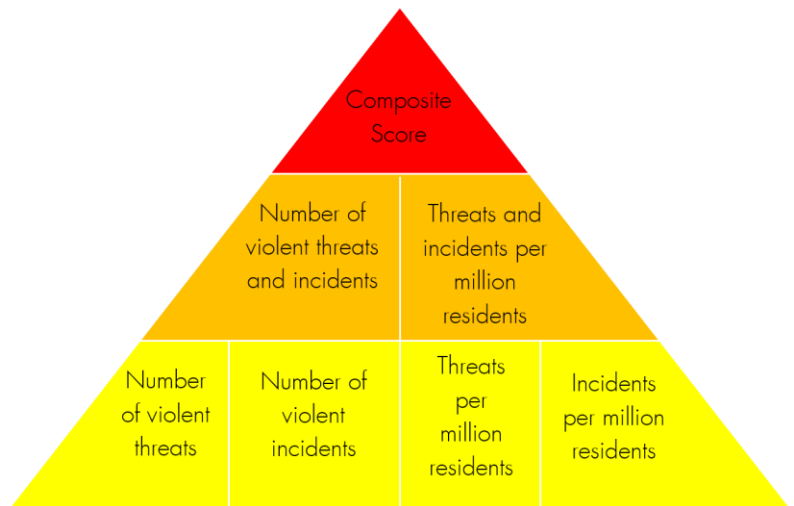 Composite
Score
Number of
violent threats
and incidents
Threats and
incidents per
million
residents
Number
of violent
threats
Number of
violent
incidents
Threats
per
million
residents
Incidents
per million
residents